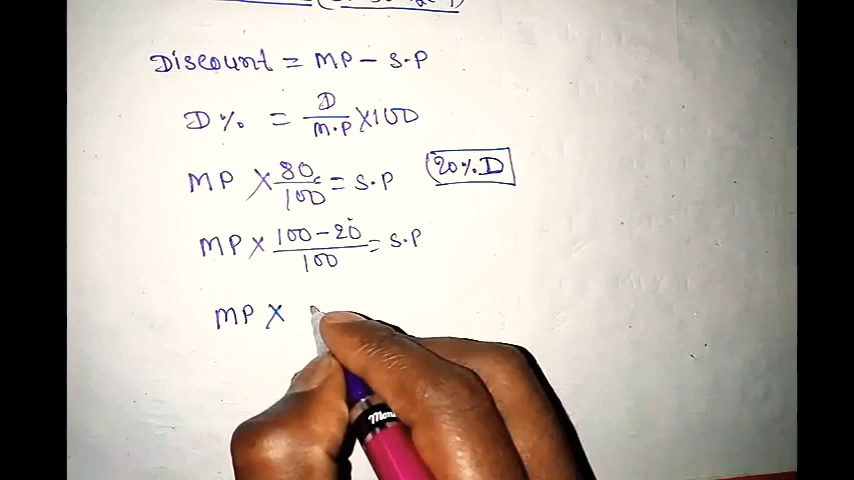 Discount = MP - S.P
D% = D/M.P × 100
MP × 80/100 = S.P (20% D)
MP × 100-20/100 = S.P
MP ×